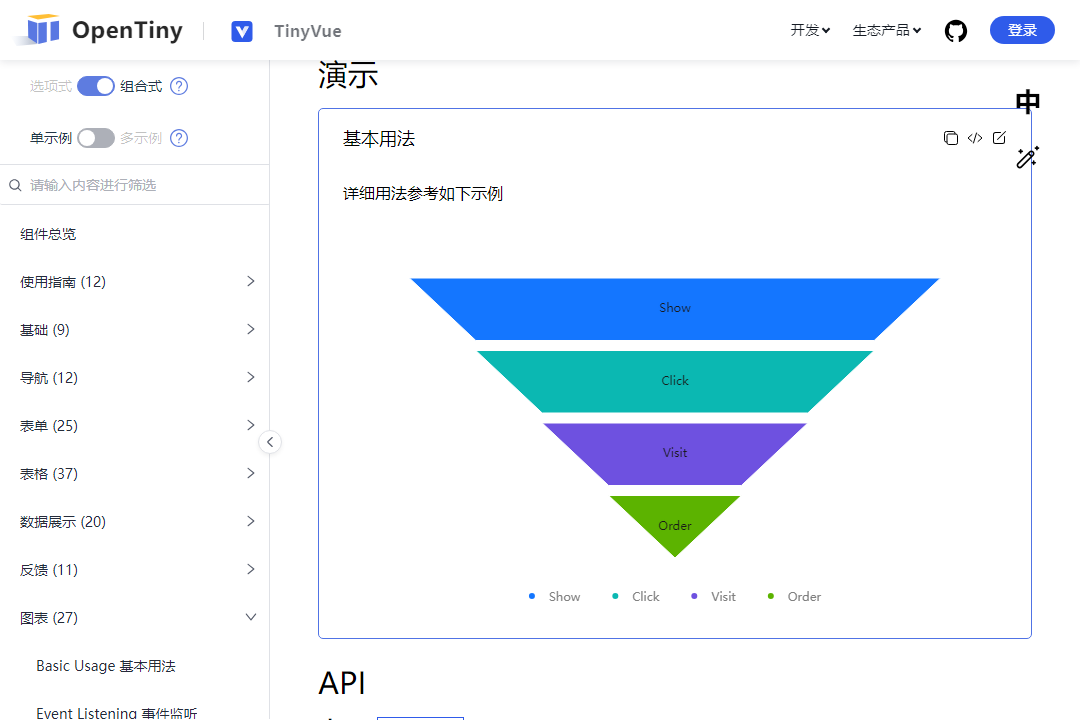 OpenTiny
TinyVue
开发
生态产品
登录
选项式
组合式
?
单示例
多示例
?
请输入内容进行筛选
组件总览
使用指南 (12)
基础 (9)
导航 (12)
表单 (25)
表格 (37)
数据展示 (20)
反馈 (11)
图表 (27)
Basic Usage 基本用法
Event Listening 事件监听
演示
中
基本用法
详细用法参考如下示例
Show
Click
Visit
Order
Show
Click
Visit
Order
API